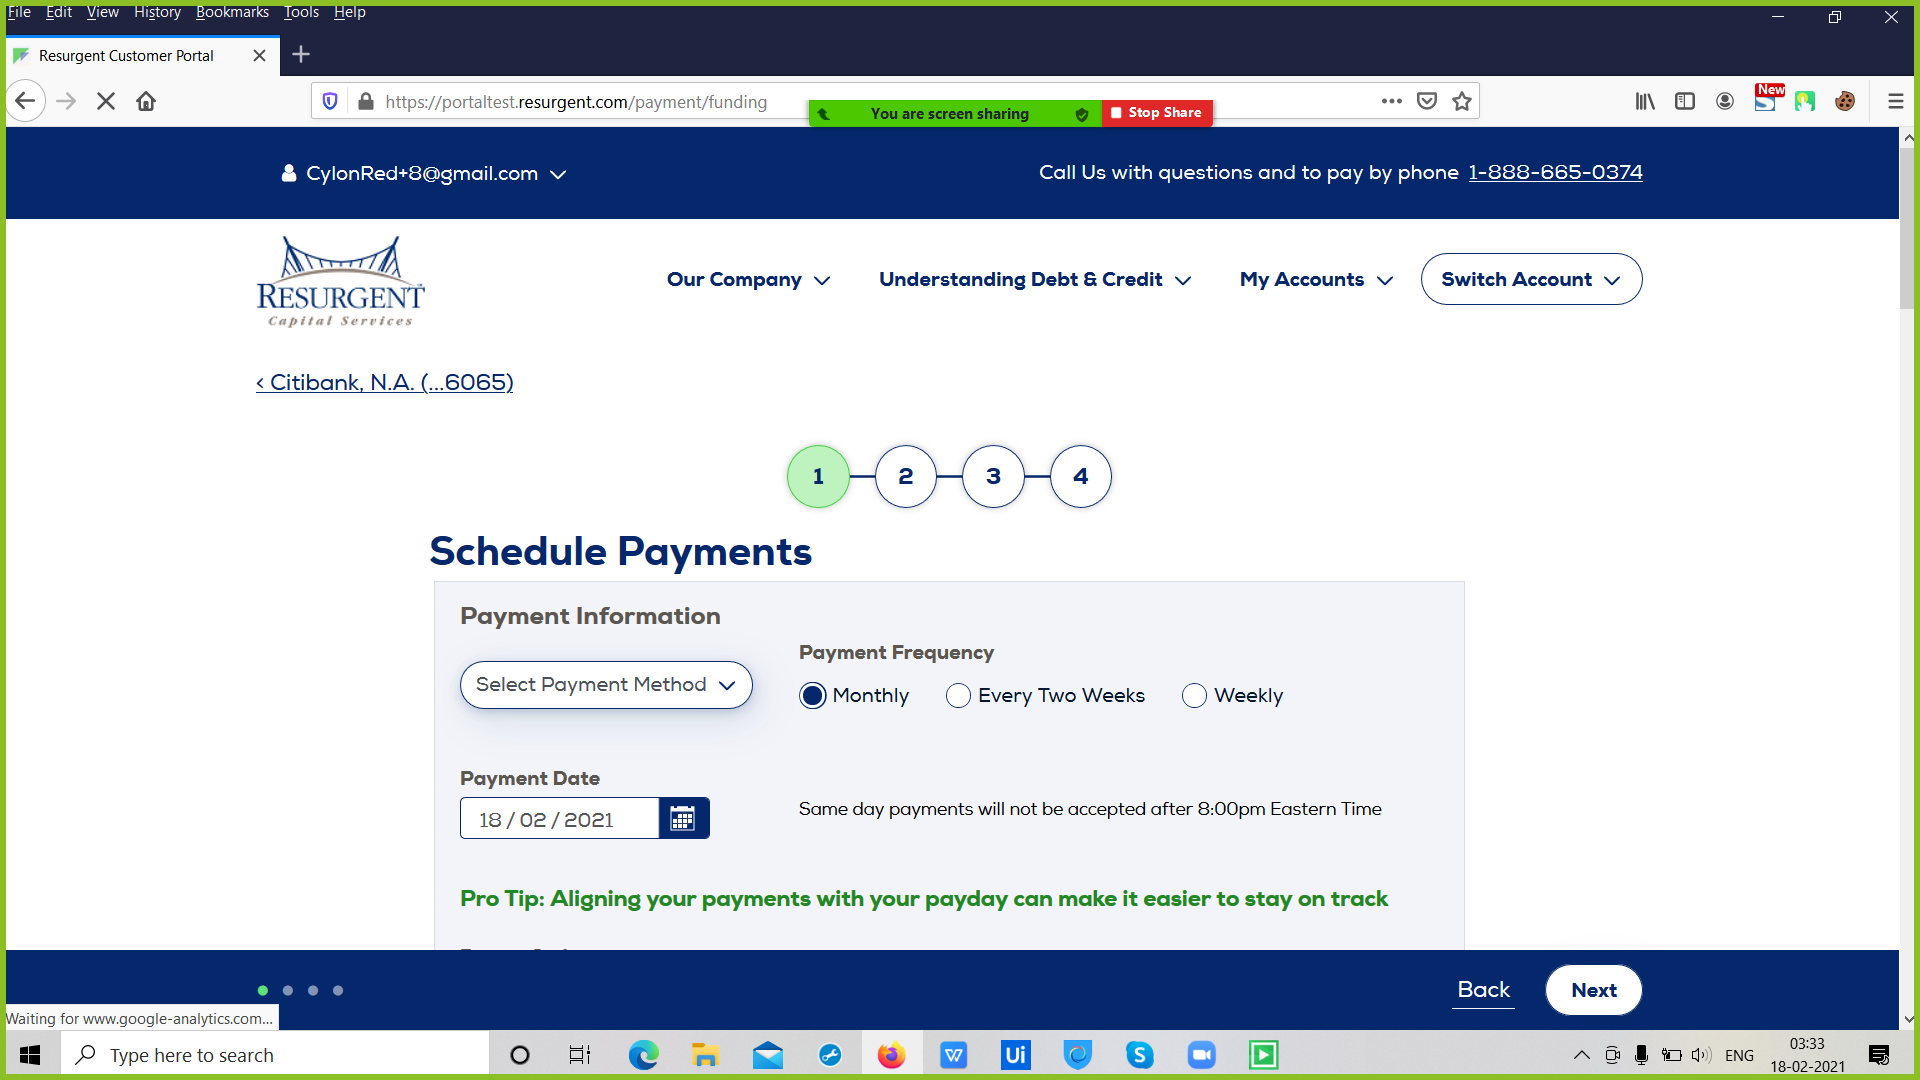 File Edit View History Bookmarks Tools Help
Resurgent Customer Portal
https://portaltest.resurgent.com/payment/funding
You are screen sharing
Stop Share
New
CylonRed+8@gmail.com
Call Us with questions and to pay by phone 1-888-665-0374
RESURGENT
Capital Services
Our Company
Understanding Debt & Credit
My Accounts
Switch Account
< Citibank, N.A. (...6065)
1 2 3 4
Schedule Payments
Payment Information
Select Payment Method
Payment Frequency
Monthly Every Two Weeks Weekly
Payment Date
18 / 02 / 2021
Same day payments will not be accepted after 8:00pm Eastern Time
Pro Tip: Aligning your payments with your payday can make it easier to stay on track
Back
Next
Waiting for www.google-analytics.com...
Type here to search
W
Ui
S
ENG
03:33
18-02-2021